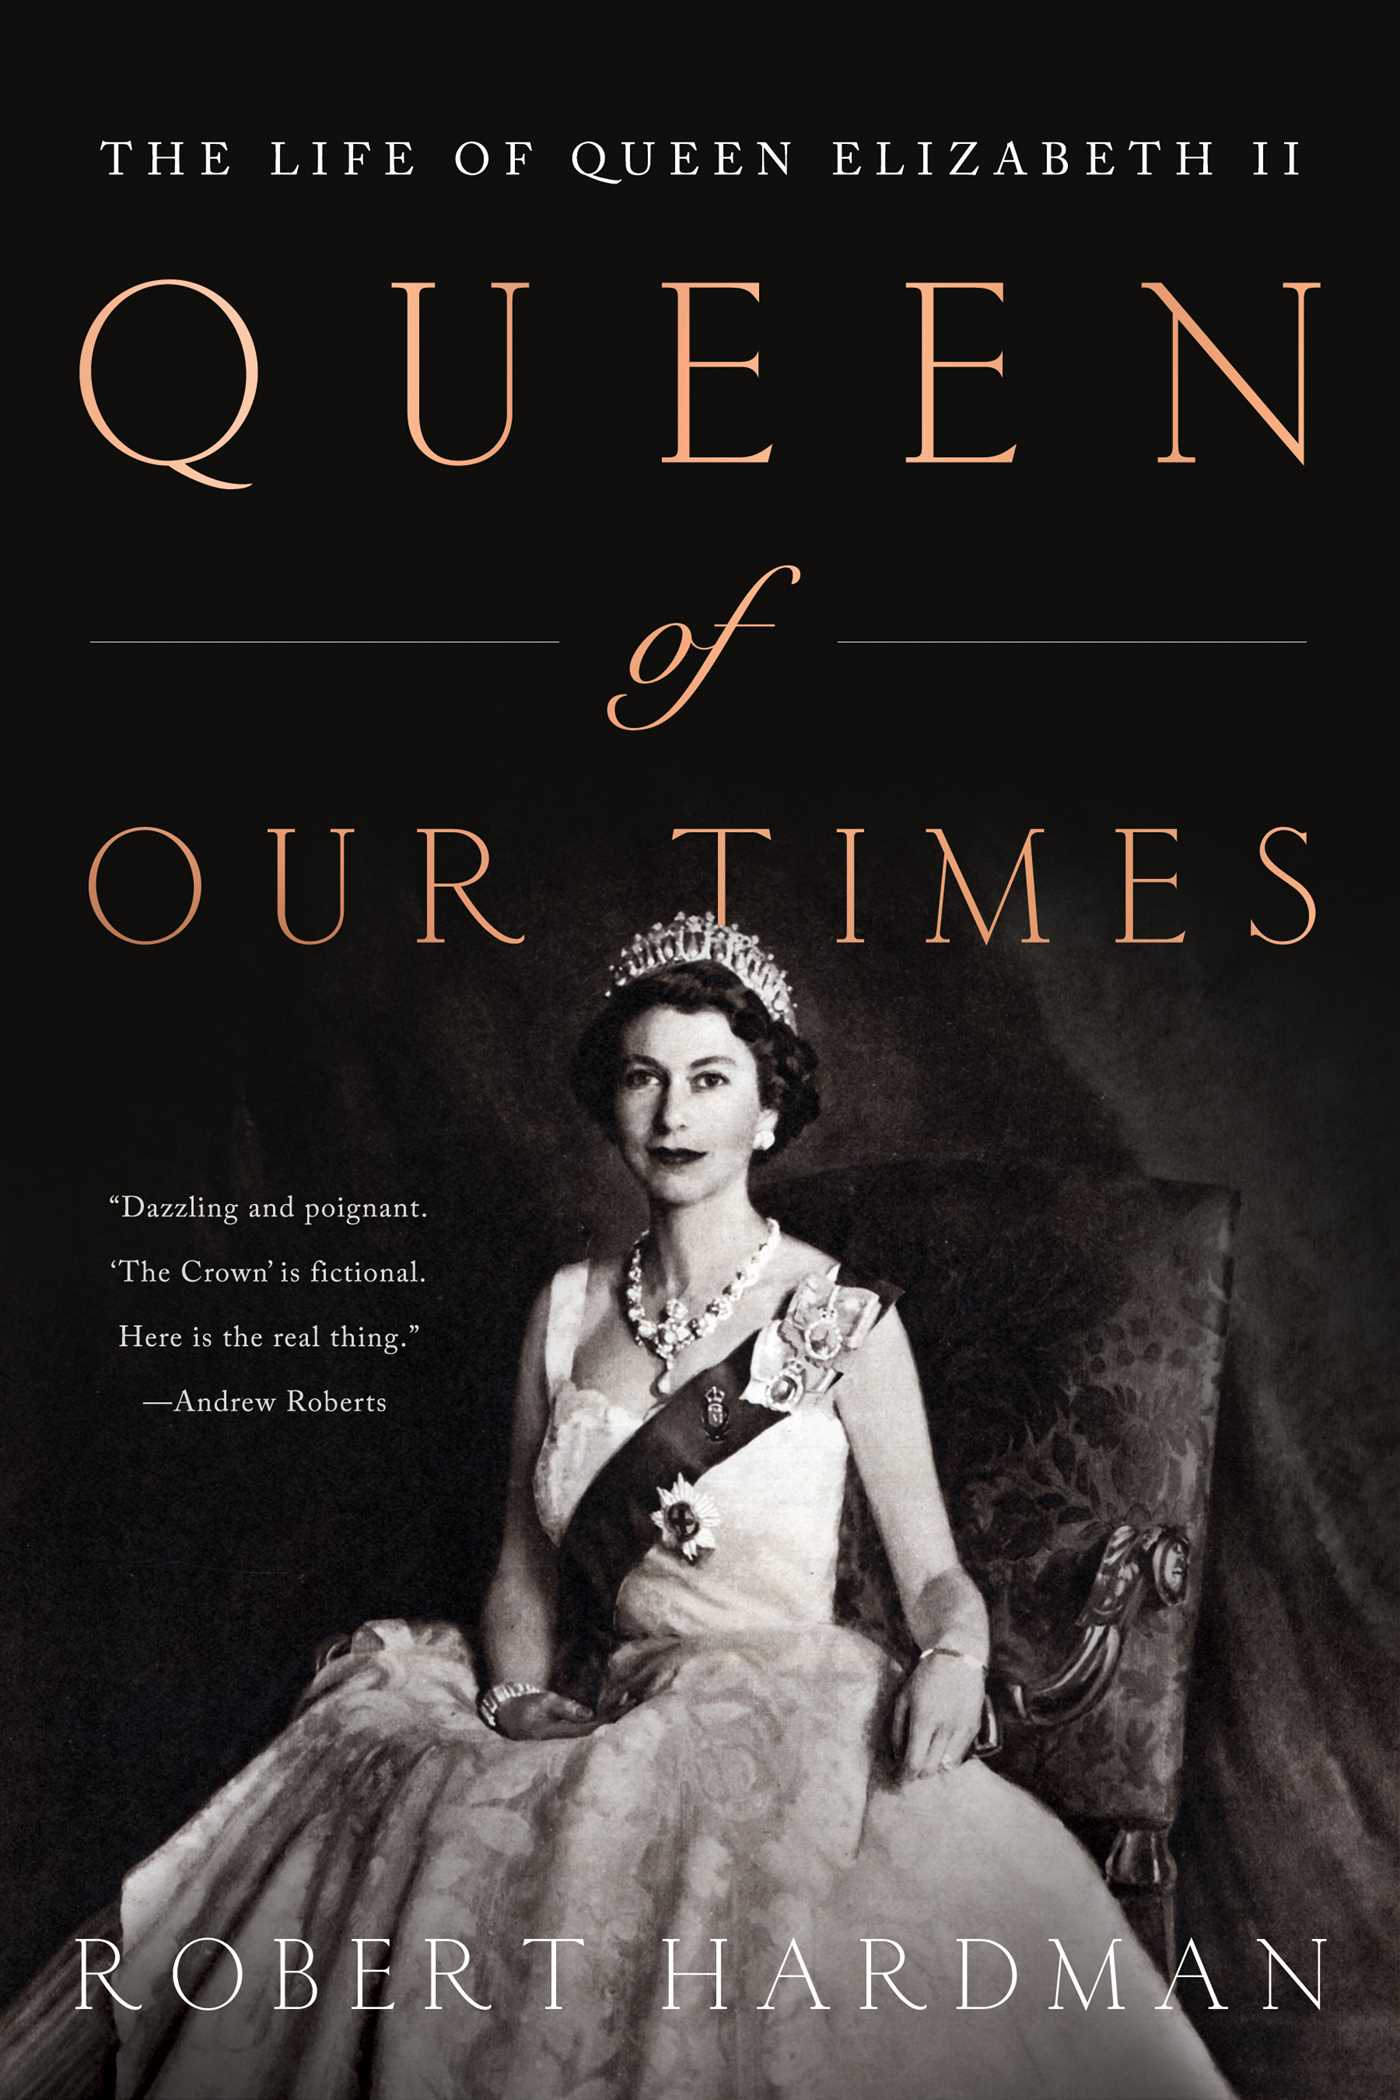 THE LIFE OF QUEEN ELIZABETH II
QUEEN
of
OUR TIMES
“Dazzling and poignant.
‘The Crown’ is fictional.
Here is the real thing.”
—Andrew Roberts
ROBERT HARDMAN